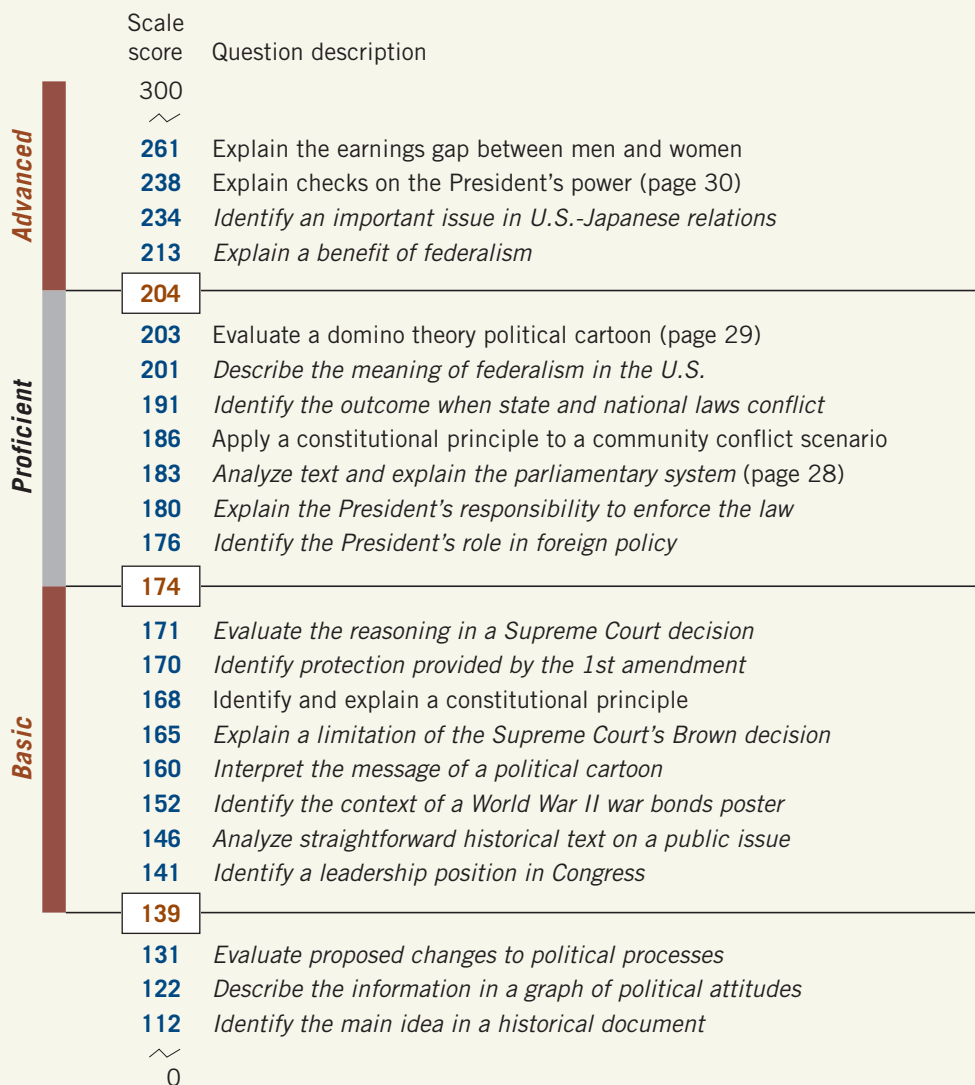 Scale
score Question description
300
Advanced
261 Explain the earnings gap between men and women
238 Explain checks on the President’s power (page 30)
234 Identify an important issue in U.S.-Japanese relations
213 Explain a benefit of federalism
204
Proficient
203 Evaluate a domino theory political cartoon (page 29)
201 Describe the meaning of federalism in the U.S.
191 Identify the outcome when state and national laws conflict
186 Apply a constitutional principle to a community conflict scenario
183 Analyze text and explain the parliamentary system (page 28)
180 Explain the President’s responsibility to enforce the law
176 Identify the President’s role in foreign policy
174
Basic
171 Evaluate the reasoning in a Supreme Court decision
170 Identify protection provided by the 1st amendment
168 Identify and explain a constitutional principle
165 Explain a limitation of the Supreme Court’s Brown decision
160 Interpret the message of a political cartoon
152 Identify the context of a World War II war bonds poster
146 Analyze straightforward historical text on a public issue
141 Identify a leadership position in Congress
139
131 Evaluate proposed changes to political processes
122 Describe the information in a graph of political attitudes
112 Identify the main idea in a historical document
0